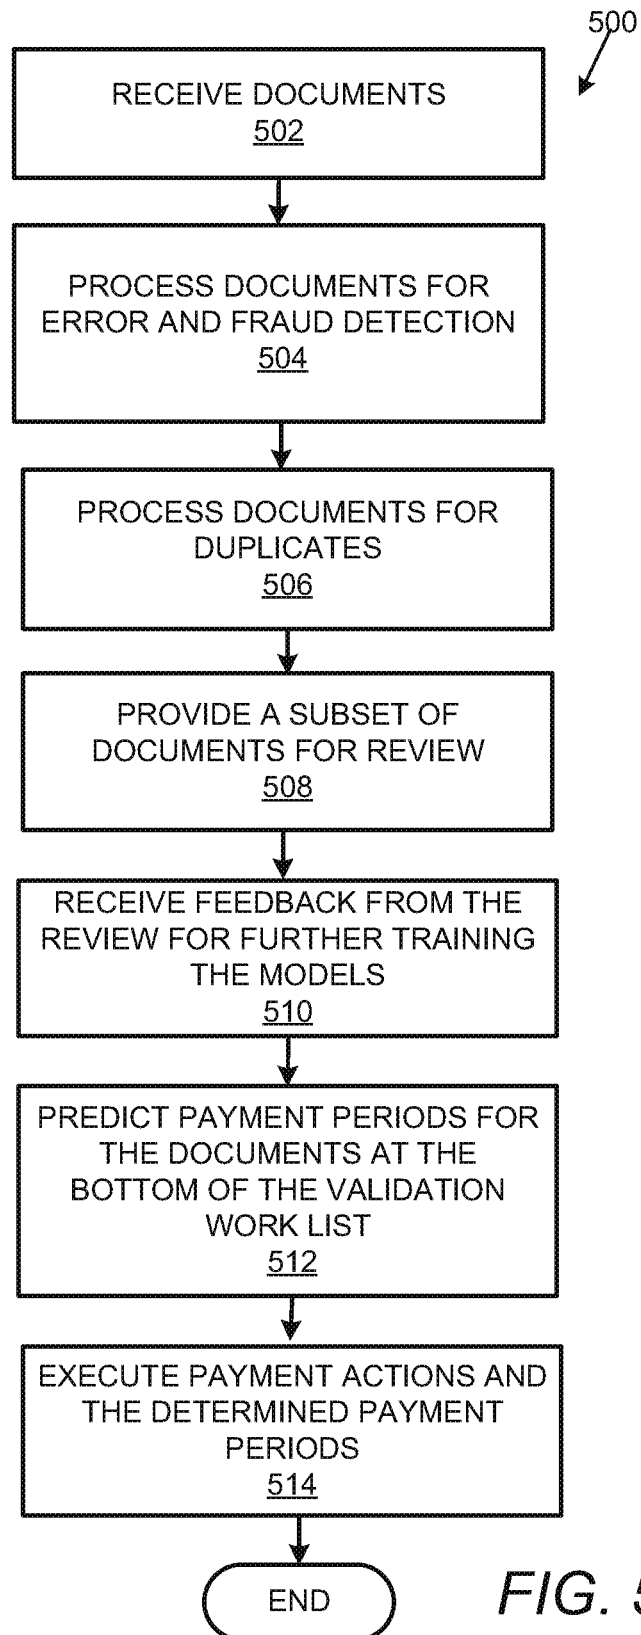 500
RECEIVE DOCUMENTS
502
PROCESS DOCUMENTS FOR
ERROR AND FRAUD DETECTION
504
PROCESS DOCUMENTS FOR
DUPLICATES
506
PROVIDE A SUBSET OF
DOCUMENTS FOR REVIEW
508
RECEIVE FEEDBACK FROM THE
REVIEW FOR FURTHER TRAINING
THE MODELS
510
PREDICT PAYMENT PERIODS FOR
THE DOCUMENTS AT THE
BOTTOM OF THE VALIDATION
WORK LIST
512
EXECUTE PAYMENT ACTIONS AND
THE DETERMINED PAYMENT
PERIODS
514
END
FIG. 5